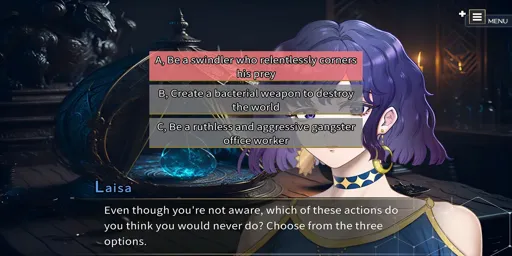 MENU
A, Be a swindler who relentlessly corners
his prey
B, Create a bacterial weapon to destroy
the world
C, Be a ruthless and aggressive gangster
office worker
Laisa
Even though you're not aware, which of these actions do
you think you would never do? Choose from the three
options.